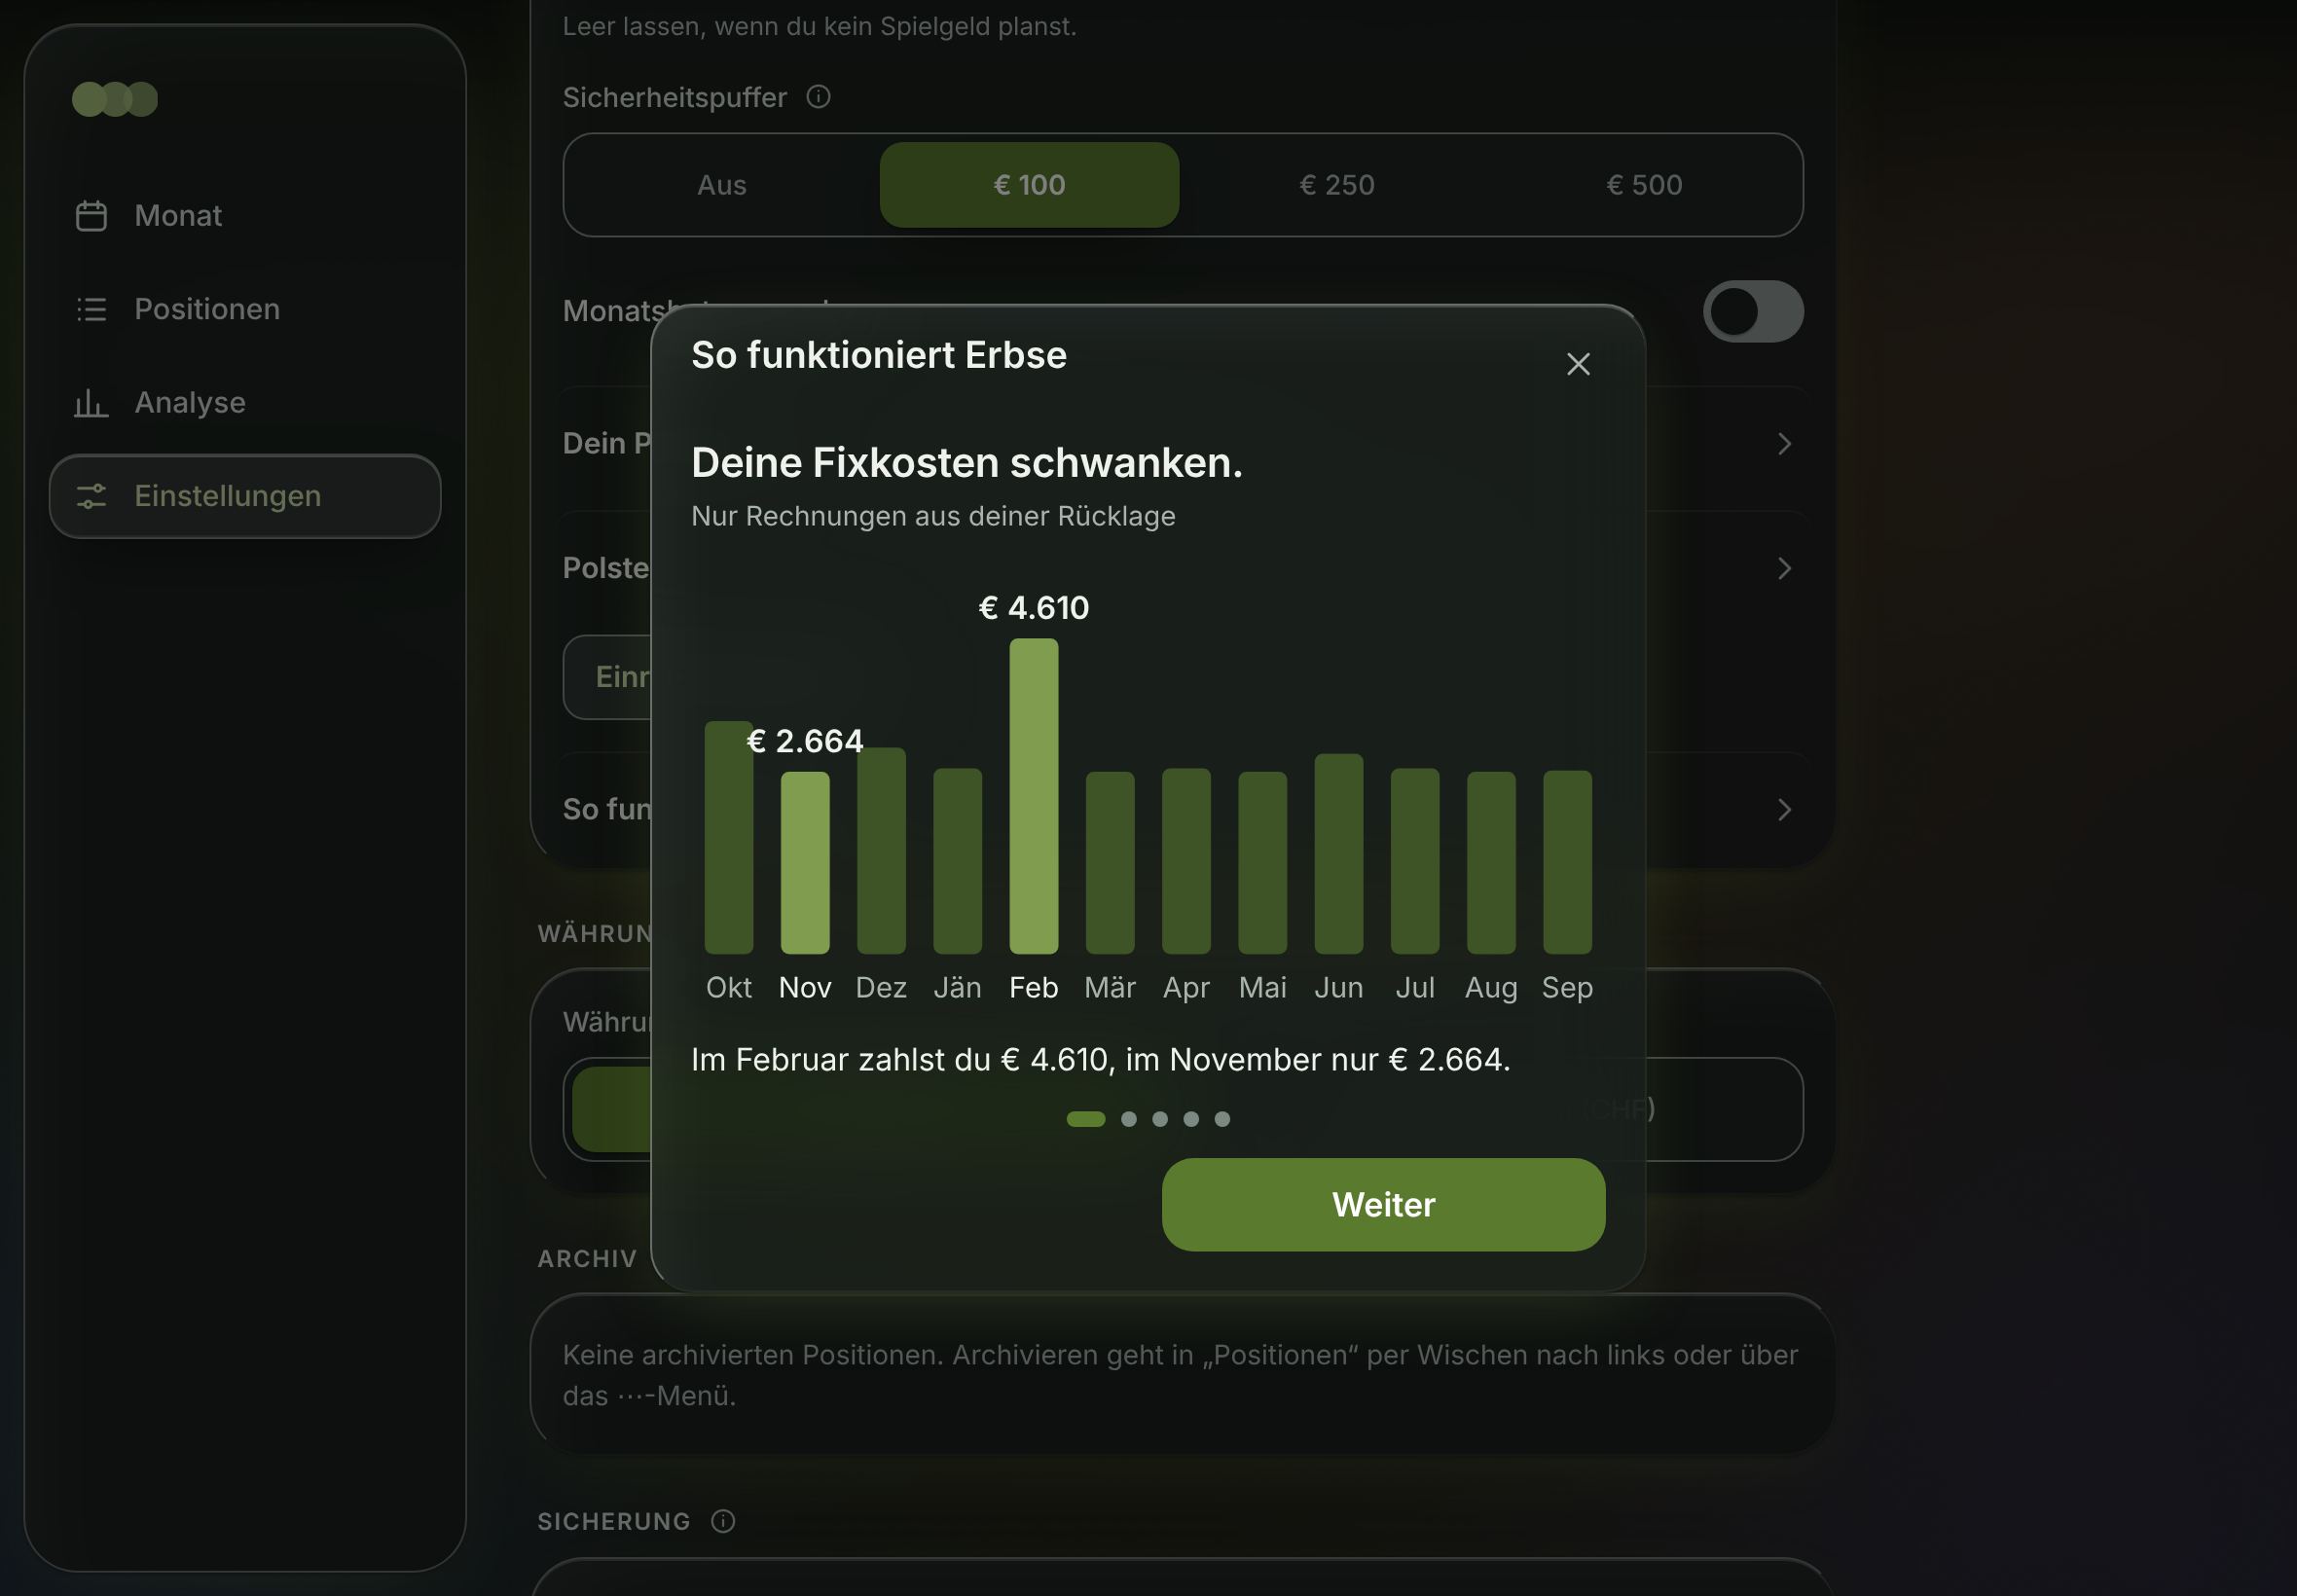 Leer lassen, wenn du kein Spielgeld planst.
Sicherheitspuffer
Aus
€ 100
€ 250
€ 500
Monat
Positionen
Analyse
Einstellungen
So funktioniert Erbse
Dein P
Deine Fixkosten schwanken.
Nur Rechnungen aus deiner Rücklage
Polste
Einr
€ 4.610
€ 2.664
So fun
Okt Nov Dez Jän Feb Mär Apr Mai Jun Jul Aug Sep
WÄHRUN
Währu
Im Februar zahlst du € 4.610, im November nur € 2.664.
CHF)
Weiter
ARCHIV
Keine archivierten Positionen. Archivieren geht in „Positionen“ per Wischen nach links oder über
das ···-Menü.
SICHERUNG